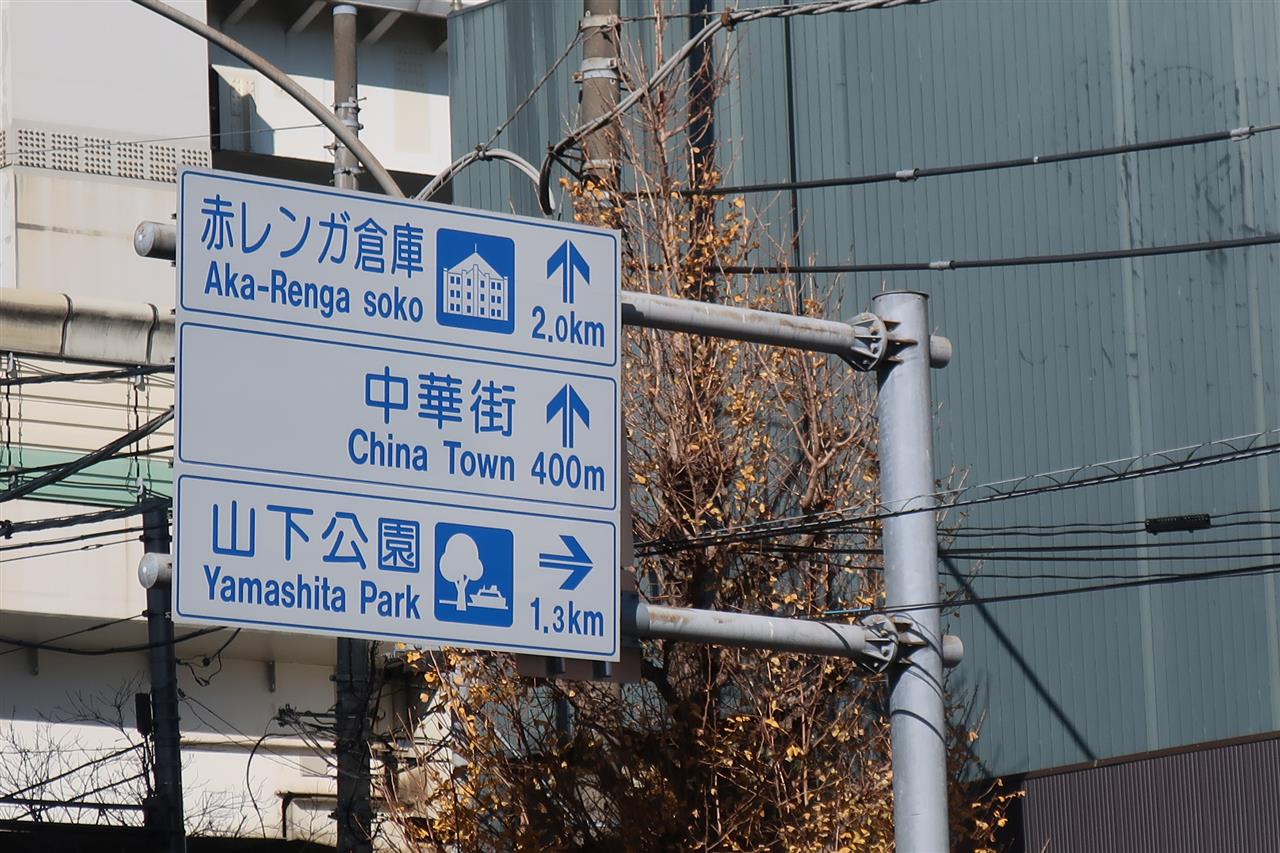 赤レンガ倉庫
Aka-Renga soko
2.0km
中華街
China Town
400m
山下公園
Yamashita Park
1.3km